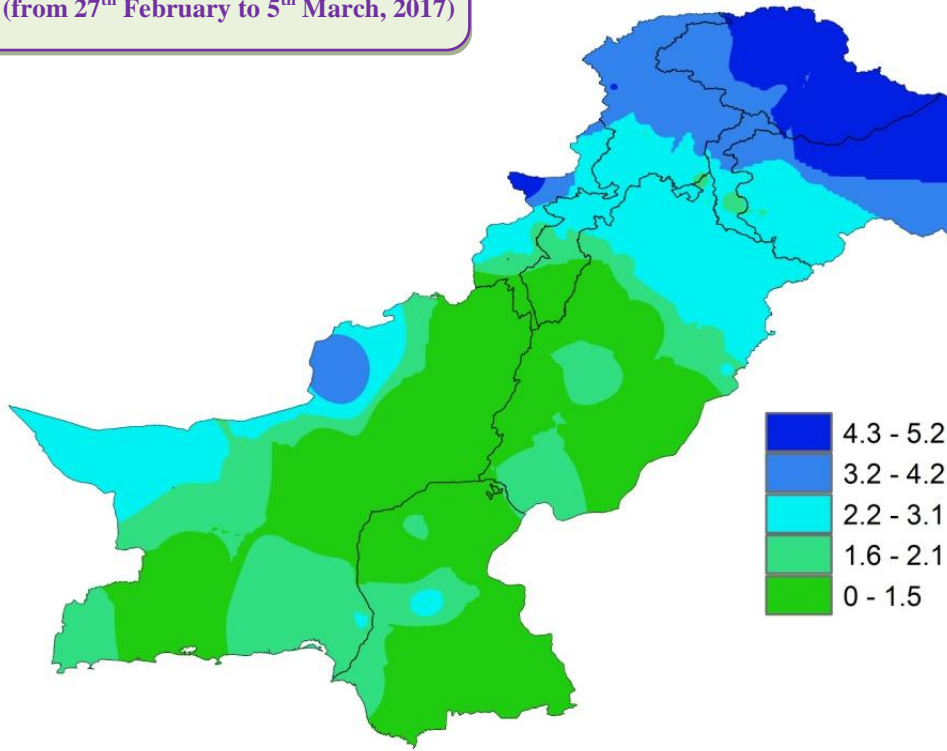 (from 27th February to 5th March, 2017)
4.3 - 5.2
3.2 - 4.2
2.2 - 3.1
1.6 - 2.1
0 - 1.5